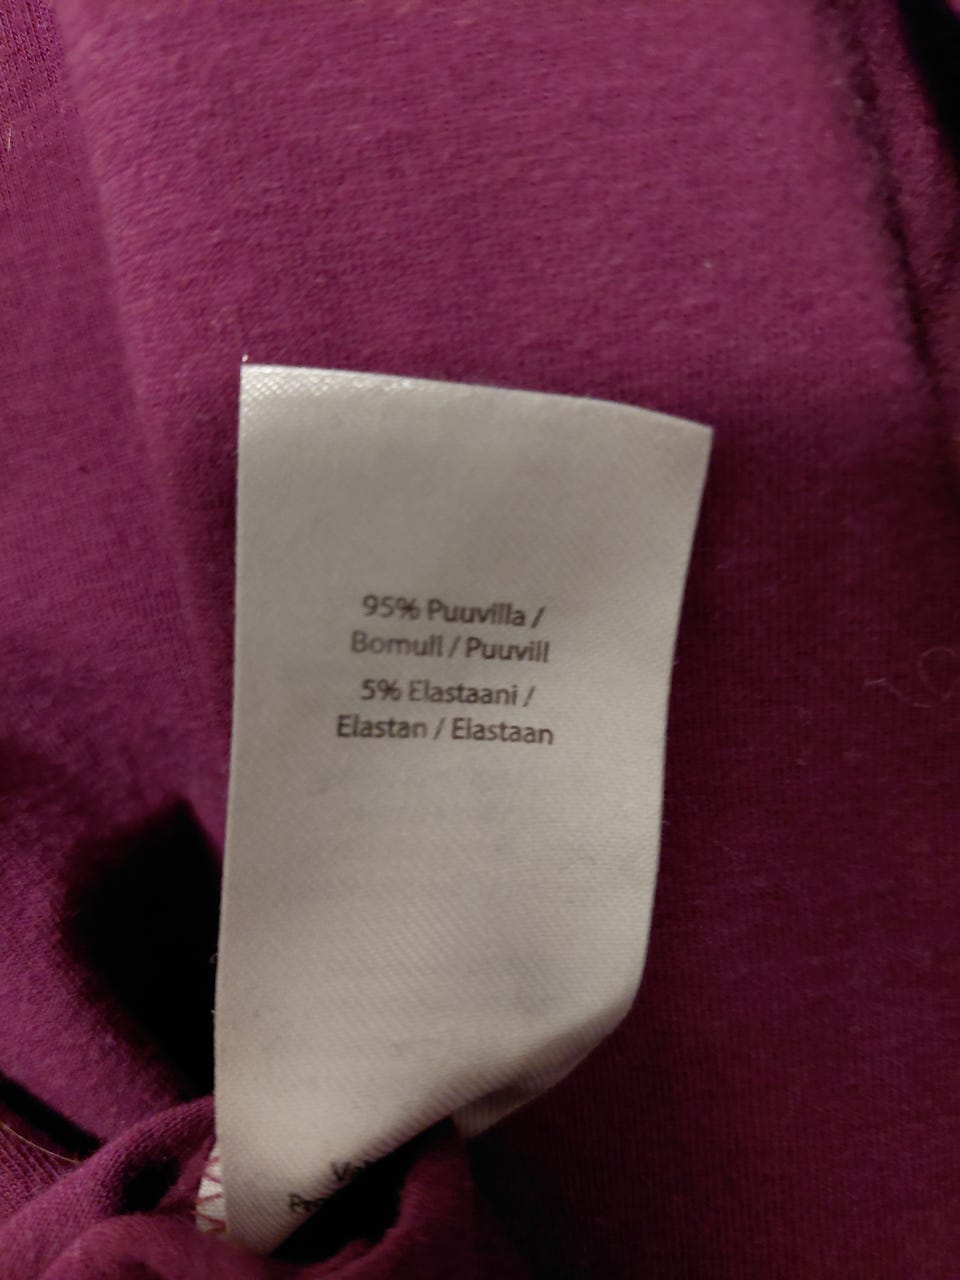 95% Puuvilla /
Bomull / Puuvill
5% Elastaani /
Elastan / Elastaan